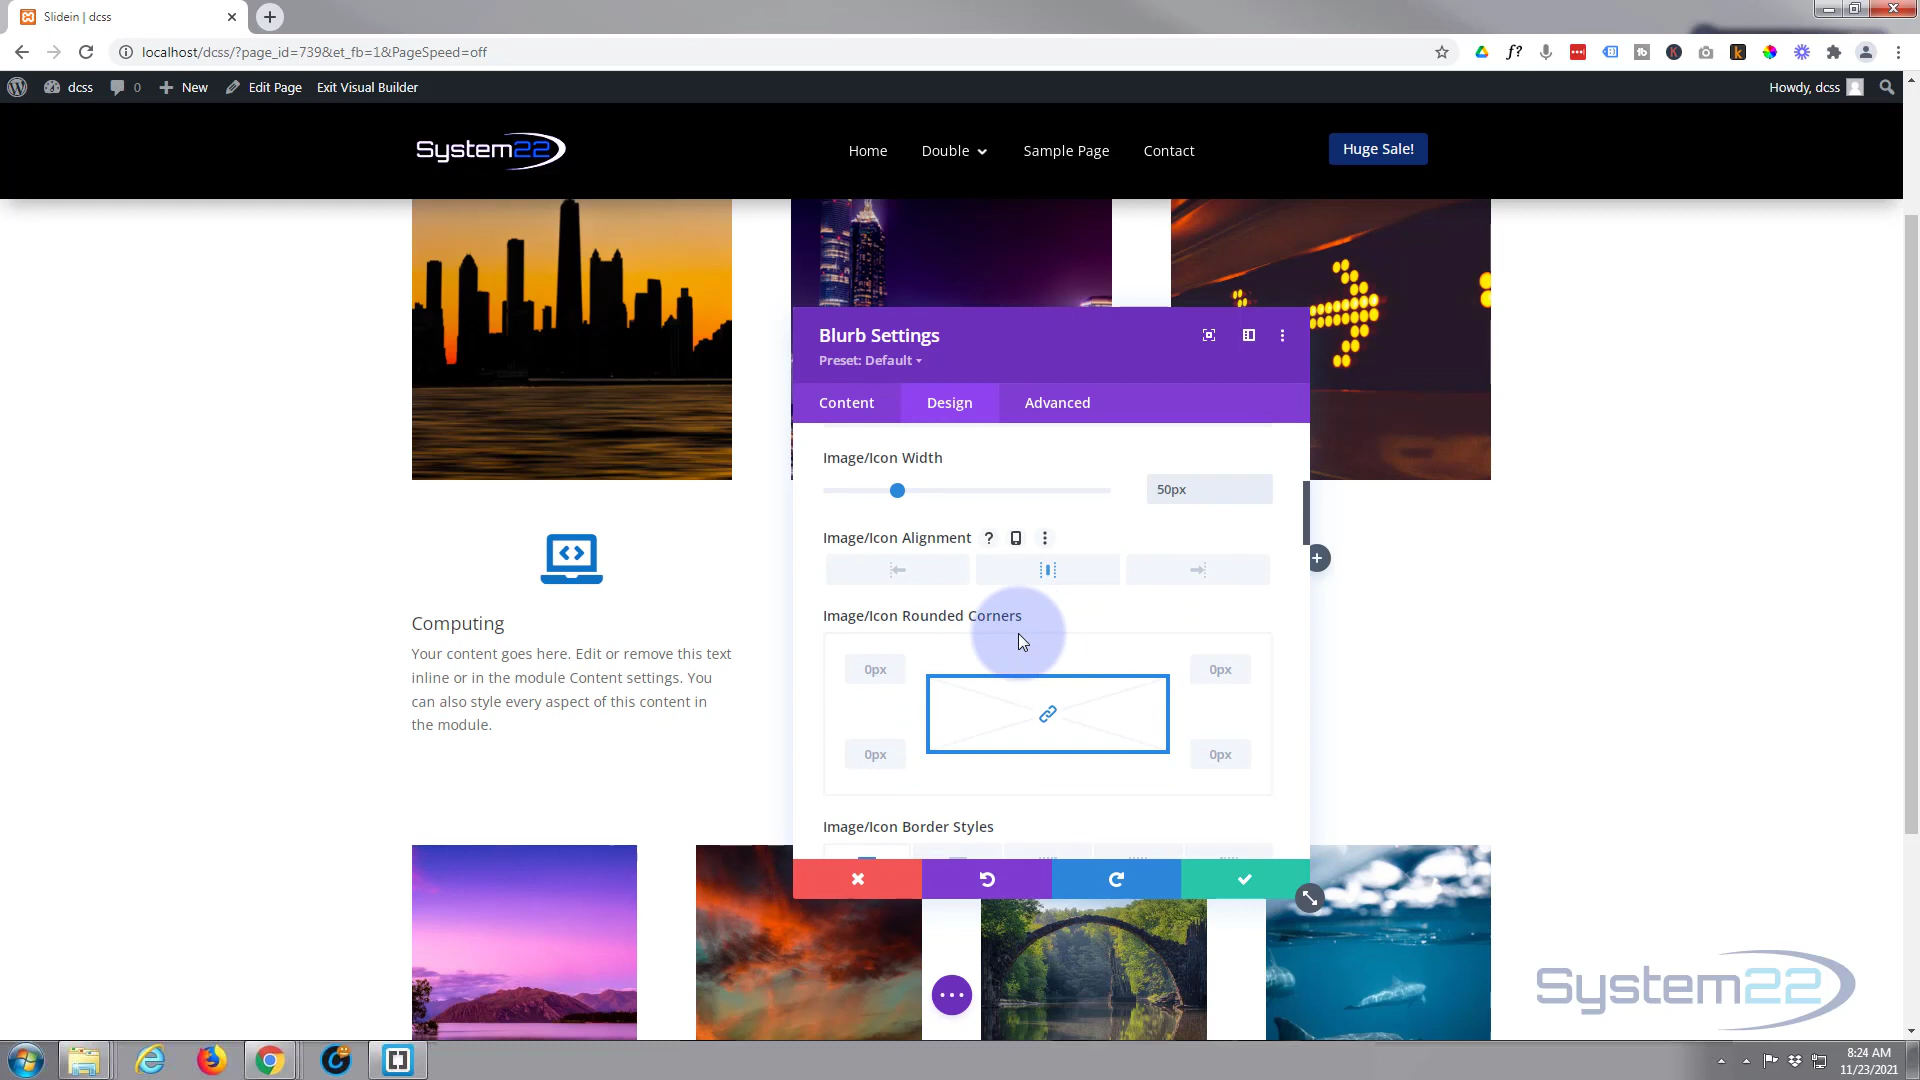 Slidein | dcss
localhost/dcss/?page_id=739&et_fb=1&PageSpeed=off
dcss
0
New
Edit Page
Exit Visual Builder
Howdy, dcss
System22
Home
Double
Sample Page
Contact
Huge Sale!
Blurb Settings
Preset: Default
Content
Design
Advanced
Image/Icon Width
50px
Image/Icon Alignment
?
Image/Icon Rounded Corners
0px
0px
0px
0px
Image/Icon Border Styles
Computing
Your content goes here. Edit or remove this text
inline or in the module Content settings. You
can also style every aspect of this content in
the module.
System22
8:24 AM
11/23/2021